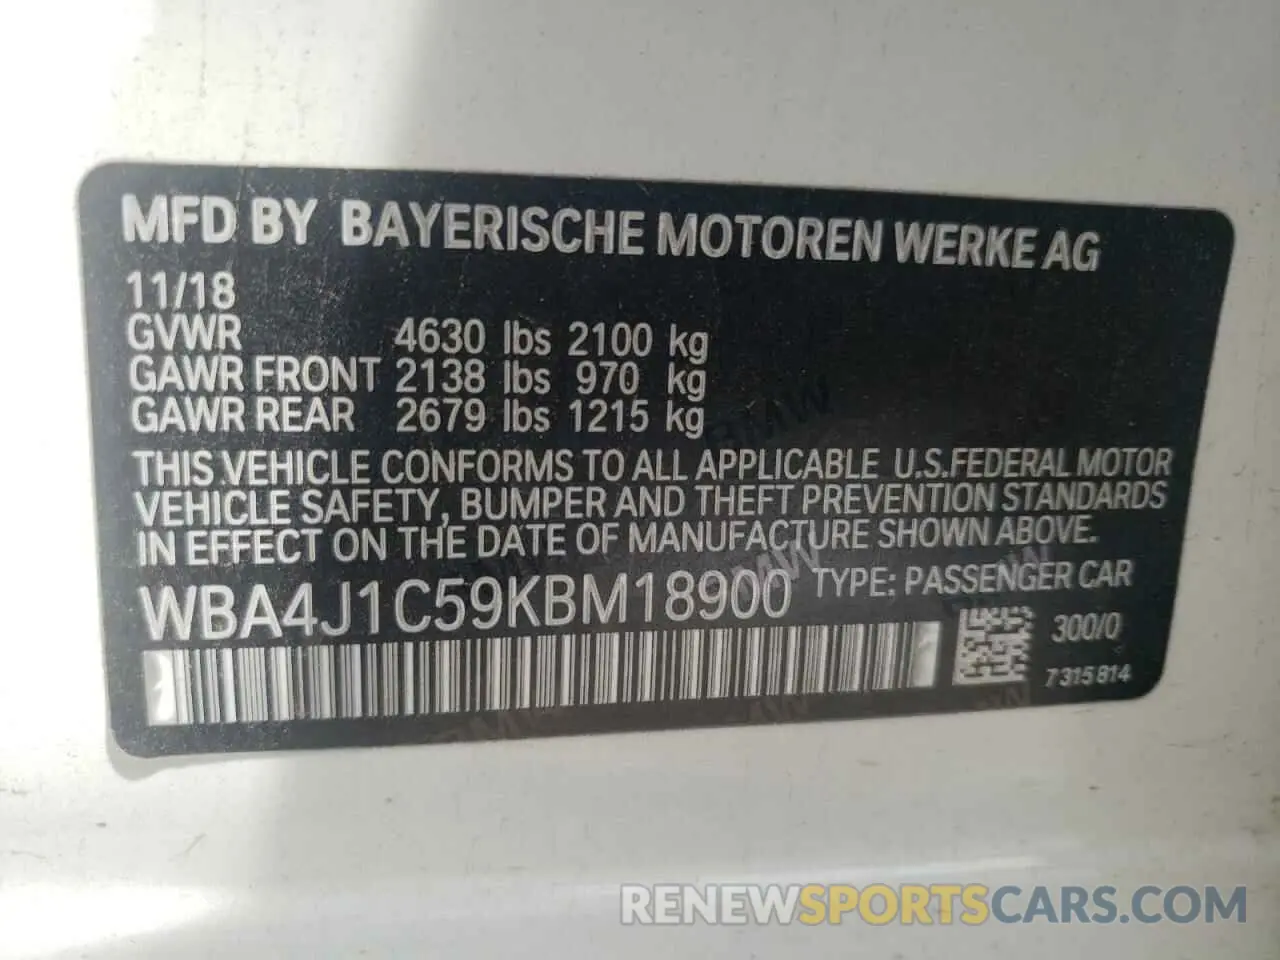 MFD BY BAYERISCHE MOTOREN WERKE AG
11/18
GVWR 4630 lbs 2100 kg
GAWR FRONT 2138 lbs 970 kg
GAWR REAR 2679 lbs 1215 kg
THIS VEHICLE CONFORMS TO ALL APPLICABLE U.S.FEDERAL MOTOR
VEHICLE SAFETY, BUMPER AND THEFT PREVENTION STANDARDS
IN EFFECT ON THE DATE OF MANUFACTURE SHOWN ABOVE.
WBA4J1C59KBM18900 TYPE: PASSENGER CAR
300/0
7315814
RENEWSPORTSCARS.COM